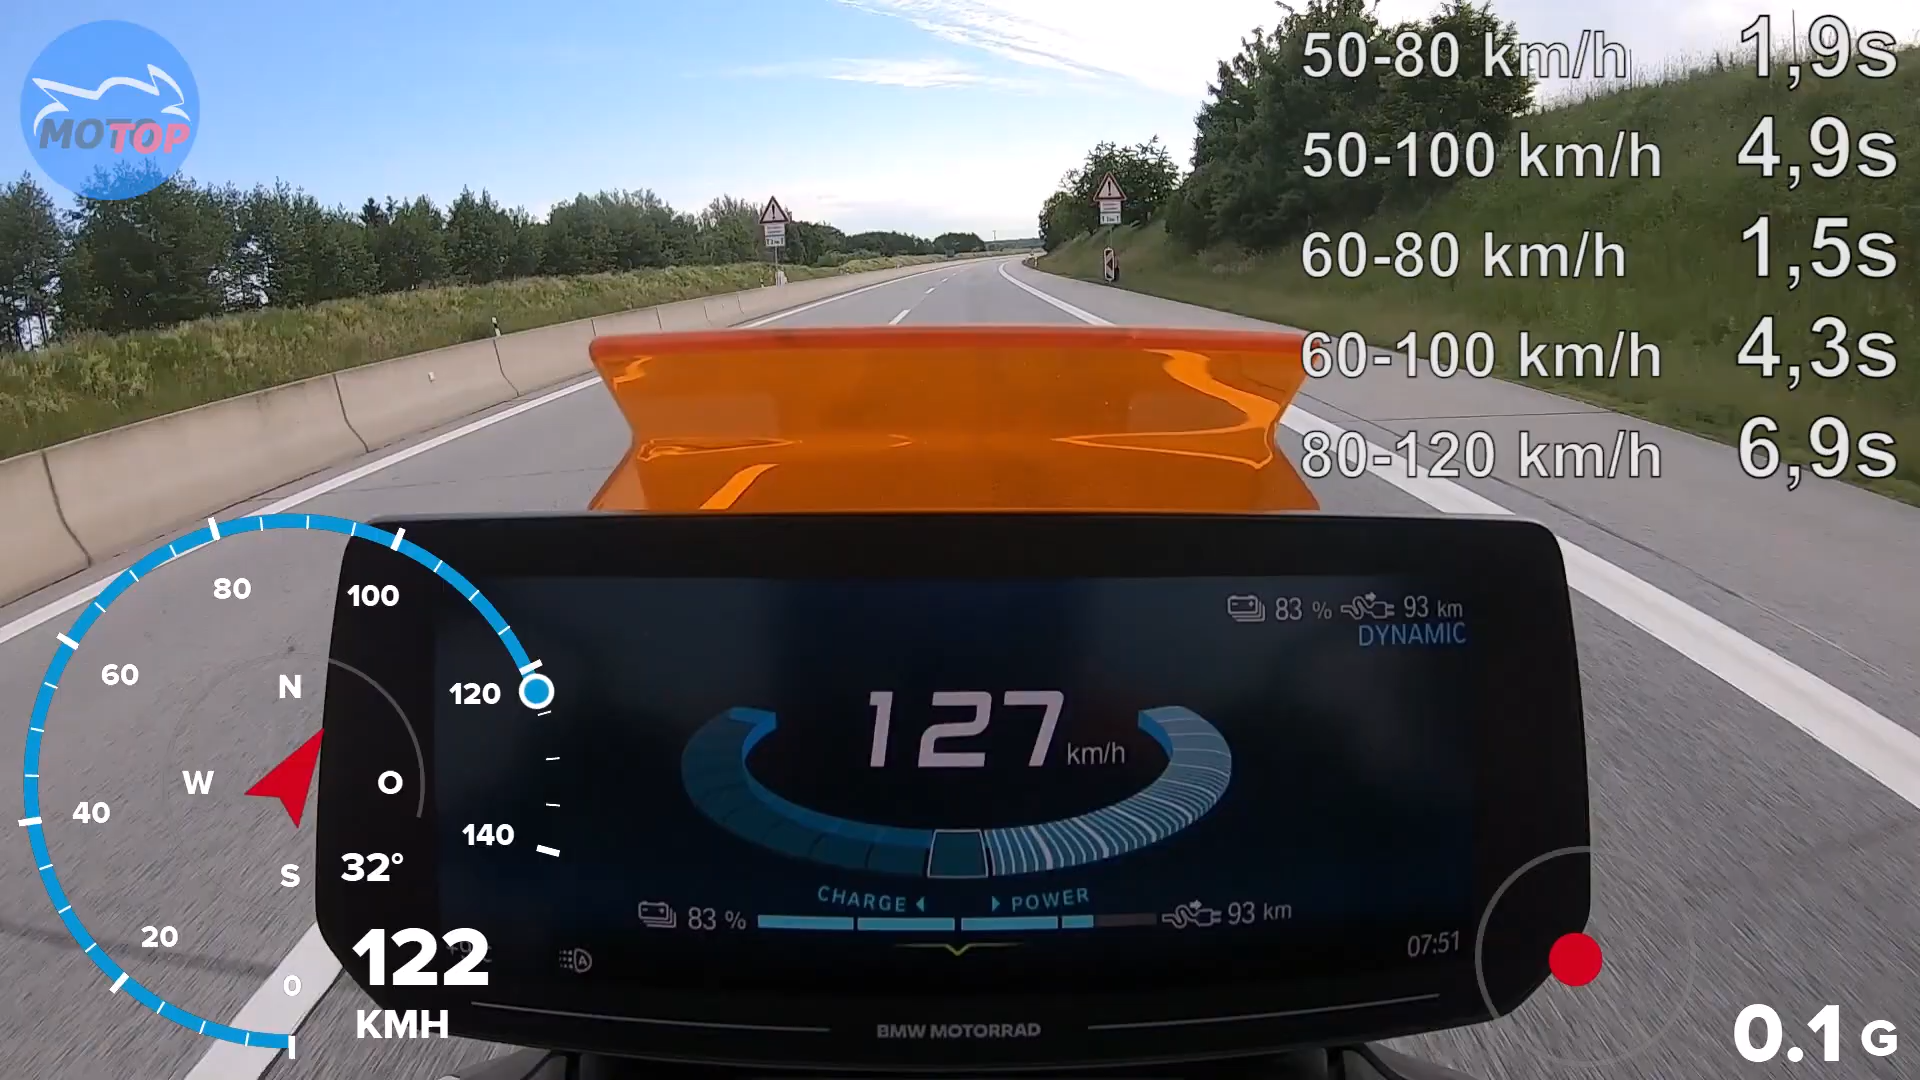 MOTOP
50-80 km/h 1,9s
50-100 km/h 4,9s
60-80 km/h 1,5s
60-100 km/h 4,3s
80-120 km/h 6,9s
83 % 93 km
DYNAMIC
127 km/h
CHARGE POWER
83 % 93 km
07:51
BMW MOTORRAD
0
20
40
60
80
100
120
140
N
W O
S
32°
122
KMH
0.1 G